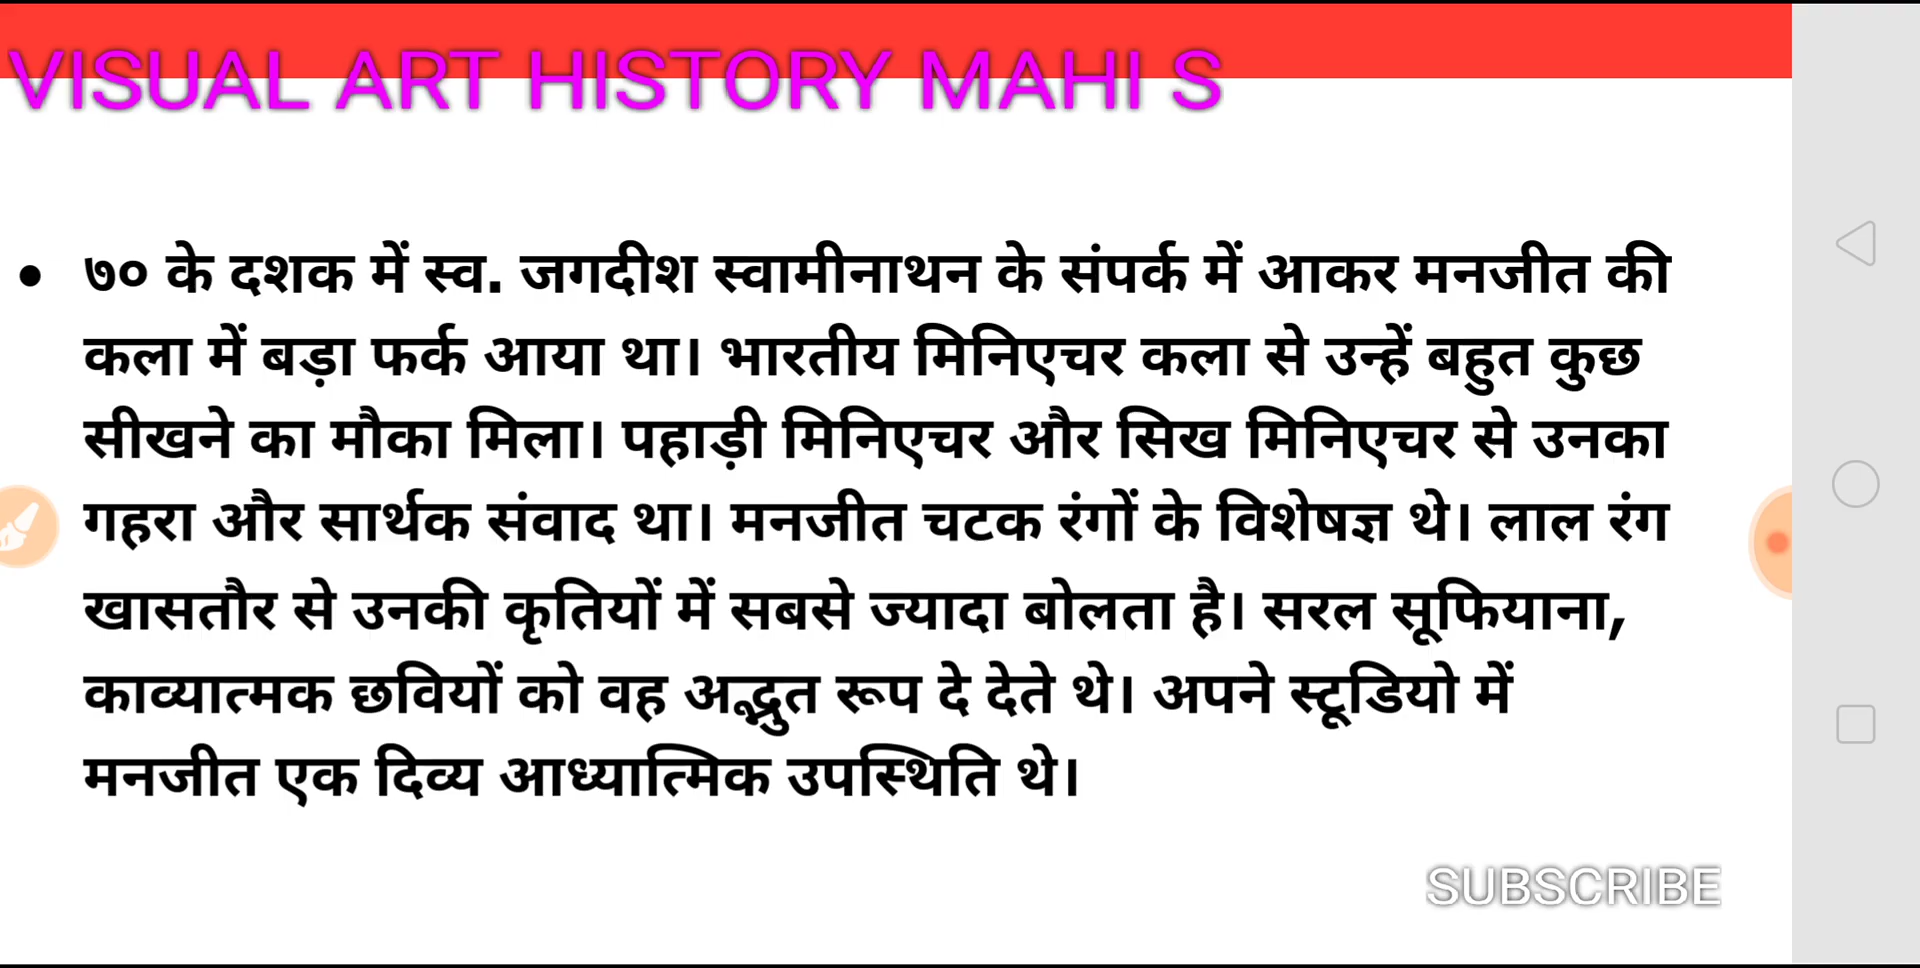 VISUAL ART HISTORY MAHI S
• ७० के दशक में स्व. जगदीश स्वामीनाथन के संपर्क में आकर मनजीत की
कला में बड़ा फर्क आया था। भारतीय मिनिएचर कला से उन्हें बहुत कुछ
सीखने का मौका मिला। पहाड़ी मिनिएचर और सिख मिनिएचर से उनका
गहरा और सार्थक संवाद था। मनजीत चटक रंगों के विशेषज्ञ थे। लाल रंग
खासतौर से उनकी कृतियों में सबसे ज्यादा बोलता है। सरल सूफियाना,
काव्यात्मक छवियों को वह अद्भुत रूप दे देते थे। अपने स्टूडियो में
मनजीत एक दिव्य आध्यात्मिक उपस्थिति थे।
SUBSCRIBE